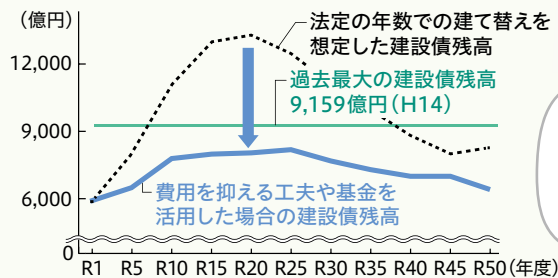 (億円)
12,000
9,000
6,000
0
法定の年数での建て替えを
想定した建設債残高
過去最大の建設債残高
9,159億円(H14)
費用を抑える工夫や基金を
活用した場合の建設債残高
R1 R5 R10 R15 R20 R25 R30 R35 R40 R45 R50(年度)